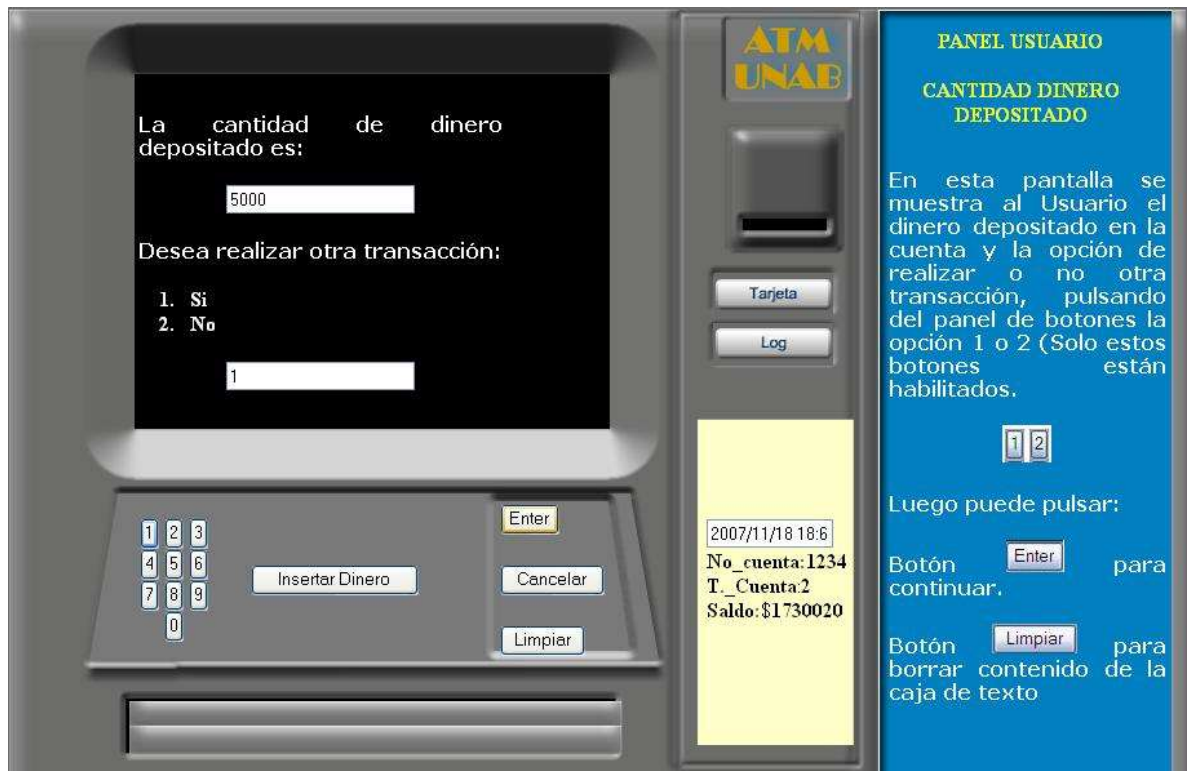 La cantidad de dinero
depositado es:
5000
Desea realizar otra transacción:
1. Si
2. No
1
1 2 3
4 5 6
7 8 9
0
Insertar Dinero
Enter
Cancelar
Limpiar
ATM
UNAB
Tarjeta
Log
2007/11/18 18:6
No_cuenta:1234
T._Cuenta:2
Saldo:$1730020
PANEL USUARIO
CANTIDAD DINERO
DEPOSITADO
En esta pantalla se
muestra al Usuario el
dinero depositado en la
cuenta y la opción de
realizar o no otra
transacción, pulsando
del panel de botones la
opción 1 o 2 (Solo estos
botones están
habilitados.
1 2
Luego puede pulsar:
Botón Enter para
continuar.
Botón Limpiar para
borrar contenido de la
caja de texto